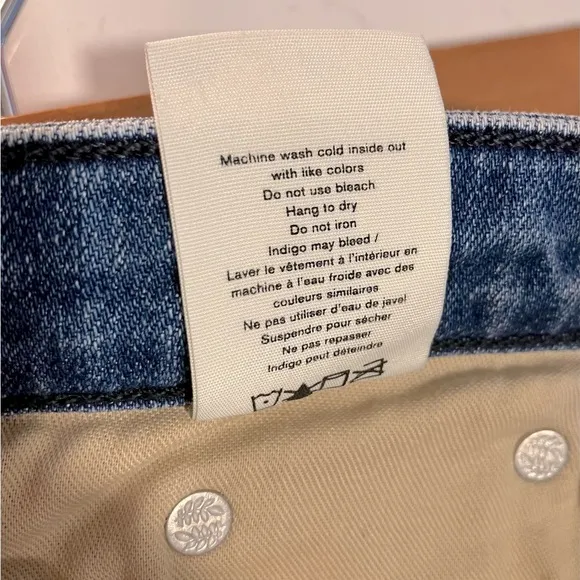 Machine wash cold inside out
with like colors
Do not use bleach
Hang to dry
Do not iron
Indigo may bleed /
Laver le vêtement à l'intérieur en
machine à l'eau froide avec des
couleurs similaires
Ne pas utiliser d'eau de javel
Suspendre pour sécher
Ne pas repasser
Indigo peut déteindre